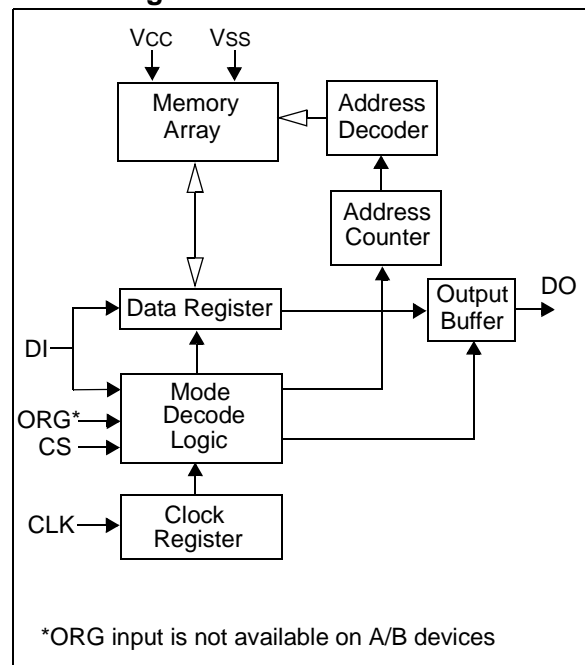 VCC
VSS
Memory
Array
Address
Decoder
Address
Counter
Data Register
Output
Buffer
DO
DI
Mode
Decode
Logic
ORG*
CS
CLK
Clock
Register
*ORG input is not available on A/B devices